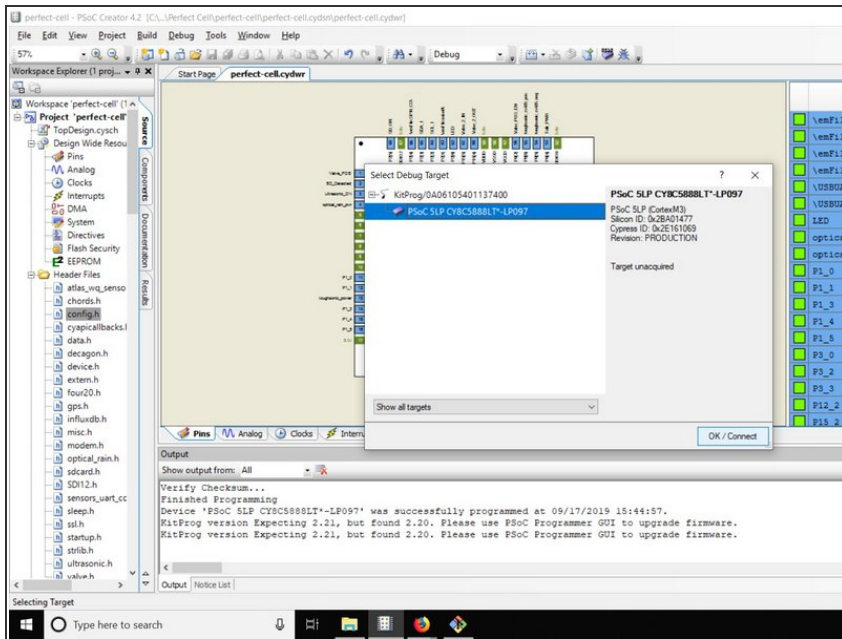 perfect-cell - PSoC Creator 4.2 [C:\...\Perfect Cell\perfect-cell\perfect-cell.cydsn\perfect-cell.cydwr]
File Edit View Project Build Debug Tools Window Help
57%
Debug
Workspace Explorer (1 proj...
Start Page
perfect-cell.cydwr
Workspace 'perfect-cell' (1
Project 'perfect-cell'
TopDesign.cysch
Design Wide Resou
Pins
Analog
Clocks
Interrupts
DMA
System
Directives
Flash Security
EEPROM
Header Files
atlas_wq_senso
chords.h
config.h
cyapicallbacks.l
data.h
decagon.h
device.h
extern.h
four20.h
gps.h
influxdb.h
misc.h
modem.h
optical_rain.h
sdcard.h
SDI12.h
sensors_uart_cc
sleep.h
ssl.h
startup.h
strlib.h
ultrasonic.h
valve.h
Source
Components
Documentation
Results
Select Debug Target
KitProg/0A06105401137400
PSoC 5LP CY8C5888LT*-LP097
PSoC 5LP CY8C5888LT*-LP097
PSoC 5LP (CortexM3)
Silicon ID: 0x2BA01477
Cypress ID: 0x2E161069
Revision: PRODUCTION
Target unacquired
Show all targets
OK / Connect
\emFil
\emFil
\emFil
\emFil
\USBUA
\USBUA
LED
optica
optica
P1_0
P1_1
P1_3
P1_4
P1_5
P3_0
P3_2
P3_3
P12_2
P15_2
Pins
Analog
Clocks
Interru
Output
Show output from: All
Verify Checksum...
Finished Programming
Device 'PSoC 5LP CY8C5888LT*-LP097' was successfully programmed at 09/17/2019 15:44:57.
KitProg version Expecting 2.21, but found 2.20. Please use PSoC Programmer GUI to upgrade firmware.
KitProg version Expecting 2.21, but found 2.20. Please use PSoC Programmer GUI to upgrade firmware.
Output
Notice List
Selecting Target
Type here to search